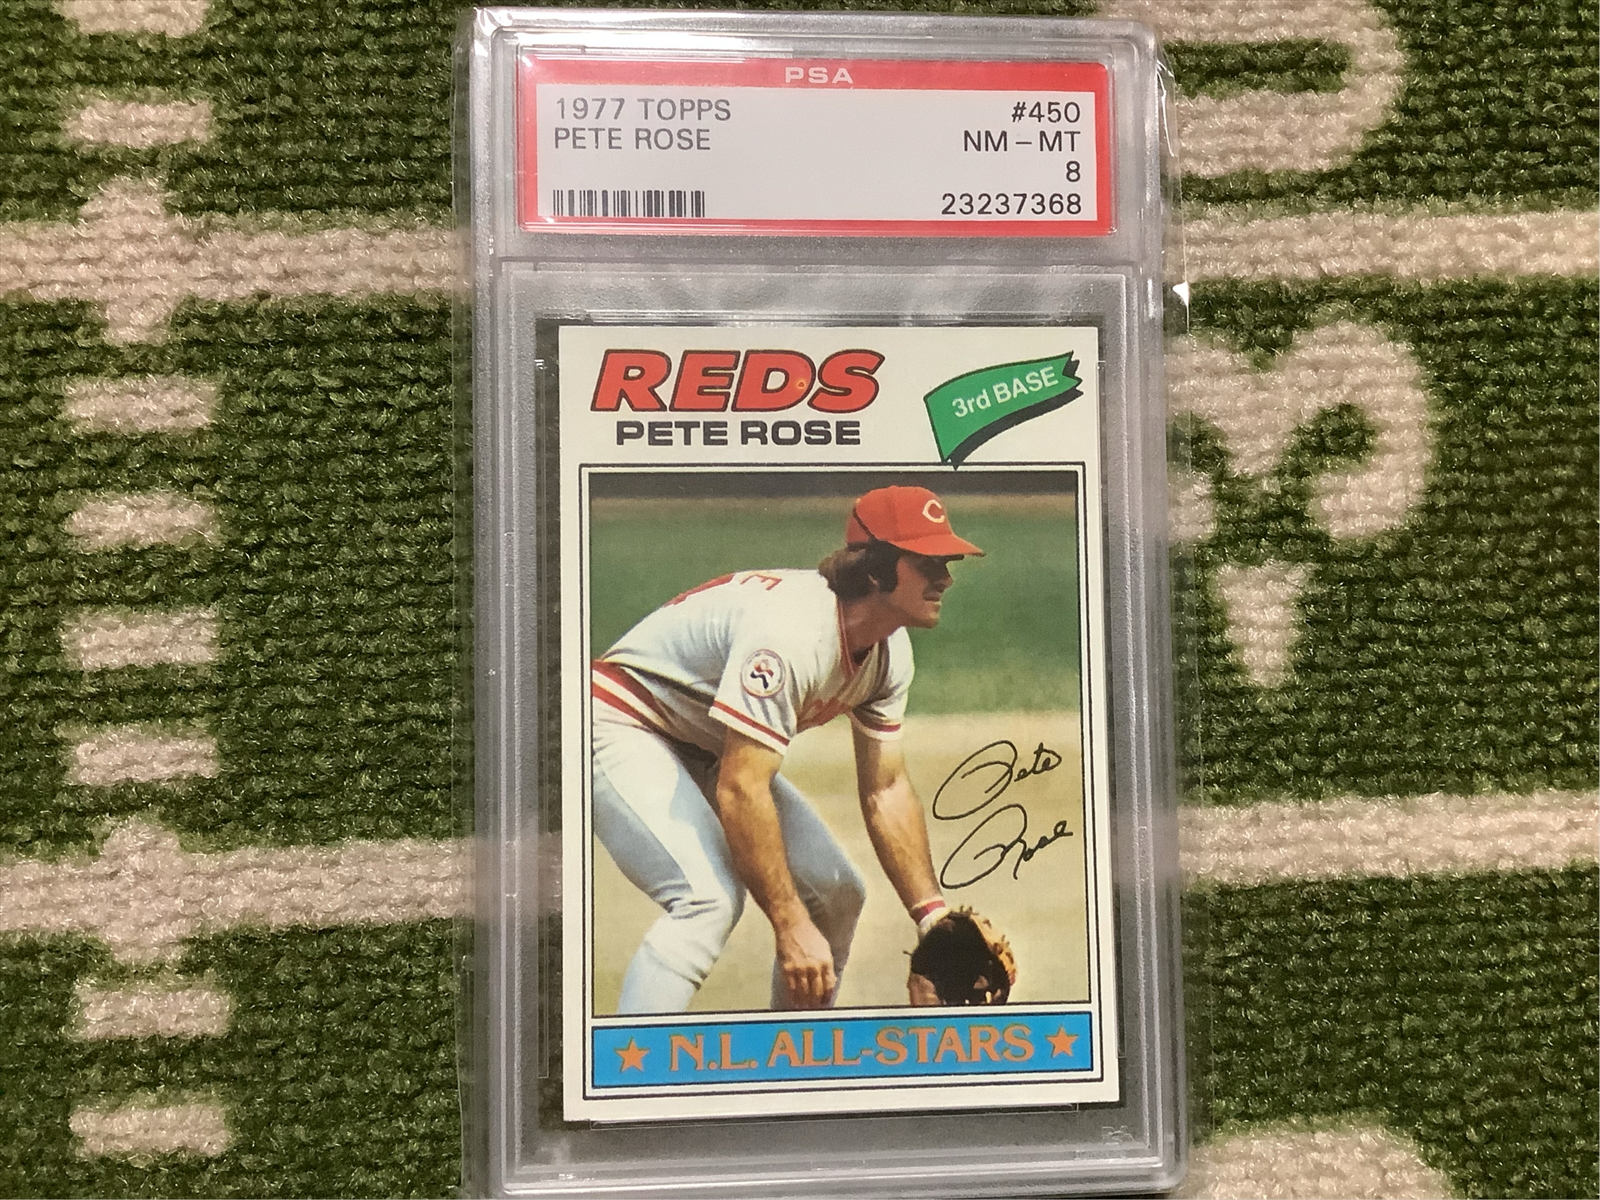 PSA
1977 TOPPS #450
PETE ROSE NM-MT
8
23237368
REDS
PETE ROSE
3rd BASE
C
E
Pete
Rose
★ N.L. ALL-STARS ★